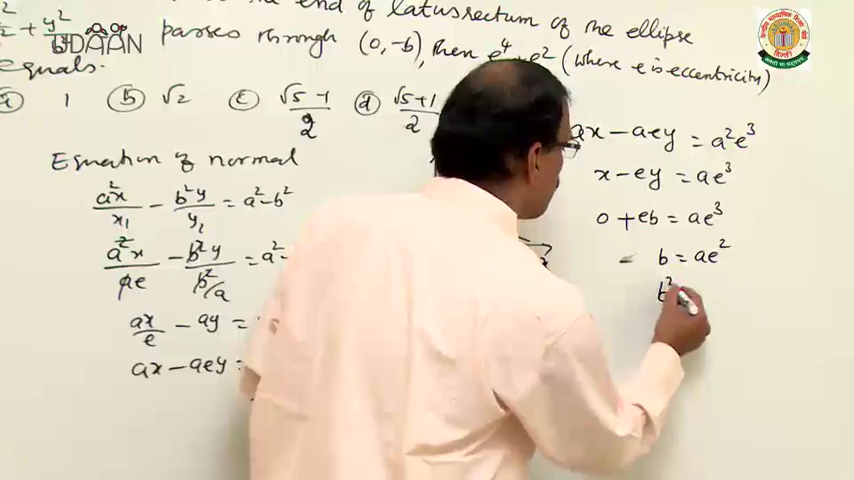 the end of latusrectum of the ellipse
x²/ + y²/b² passes through (0, -b), then e⁴ + e² (where e is eccentricity)
equals.
UDAAN
a 1 b √2 c (√5 - 1)/2 d (√5 + 1)/2
Equation of normal
a²x/x₁ - b²y/y₁ = a² - b²
a²x/ae - b²y/(b²/a) = a² -
ax/e - ay =
ax - aey =
ax - aey = a²e³
x - ey = ae³
0 + eb = ae³
b = ae²
b²